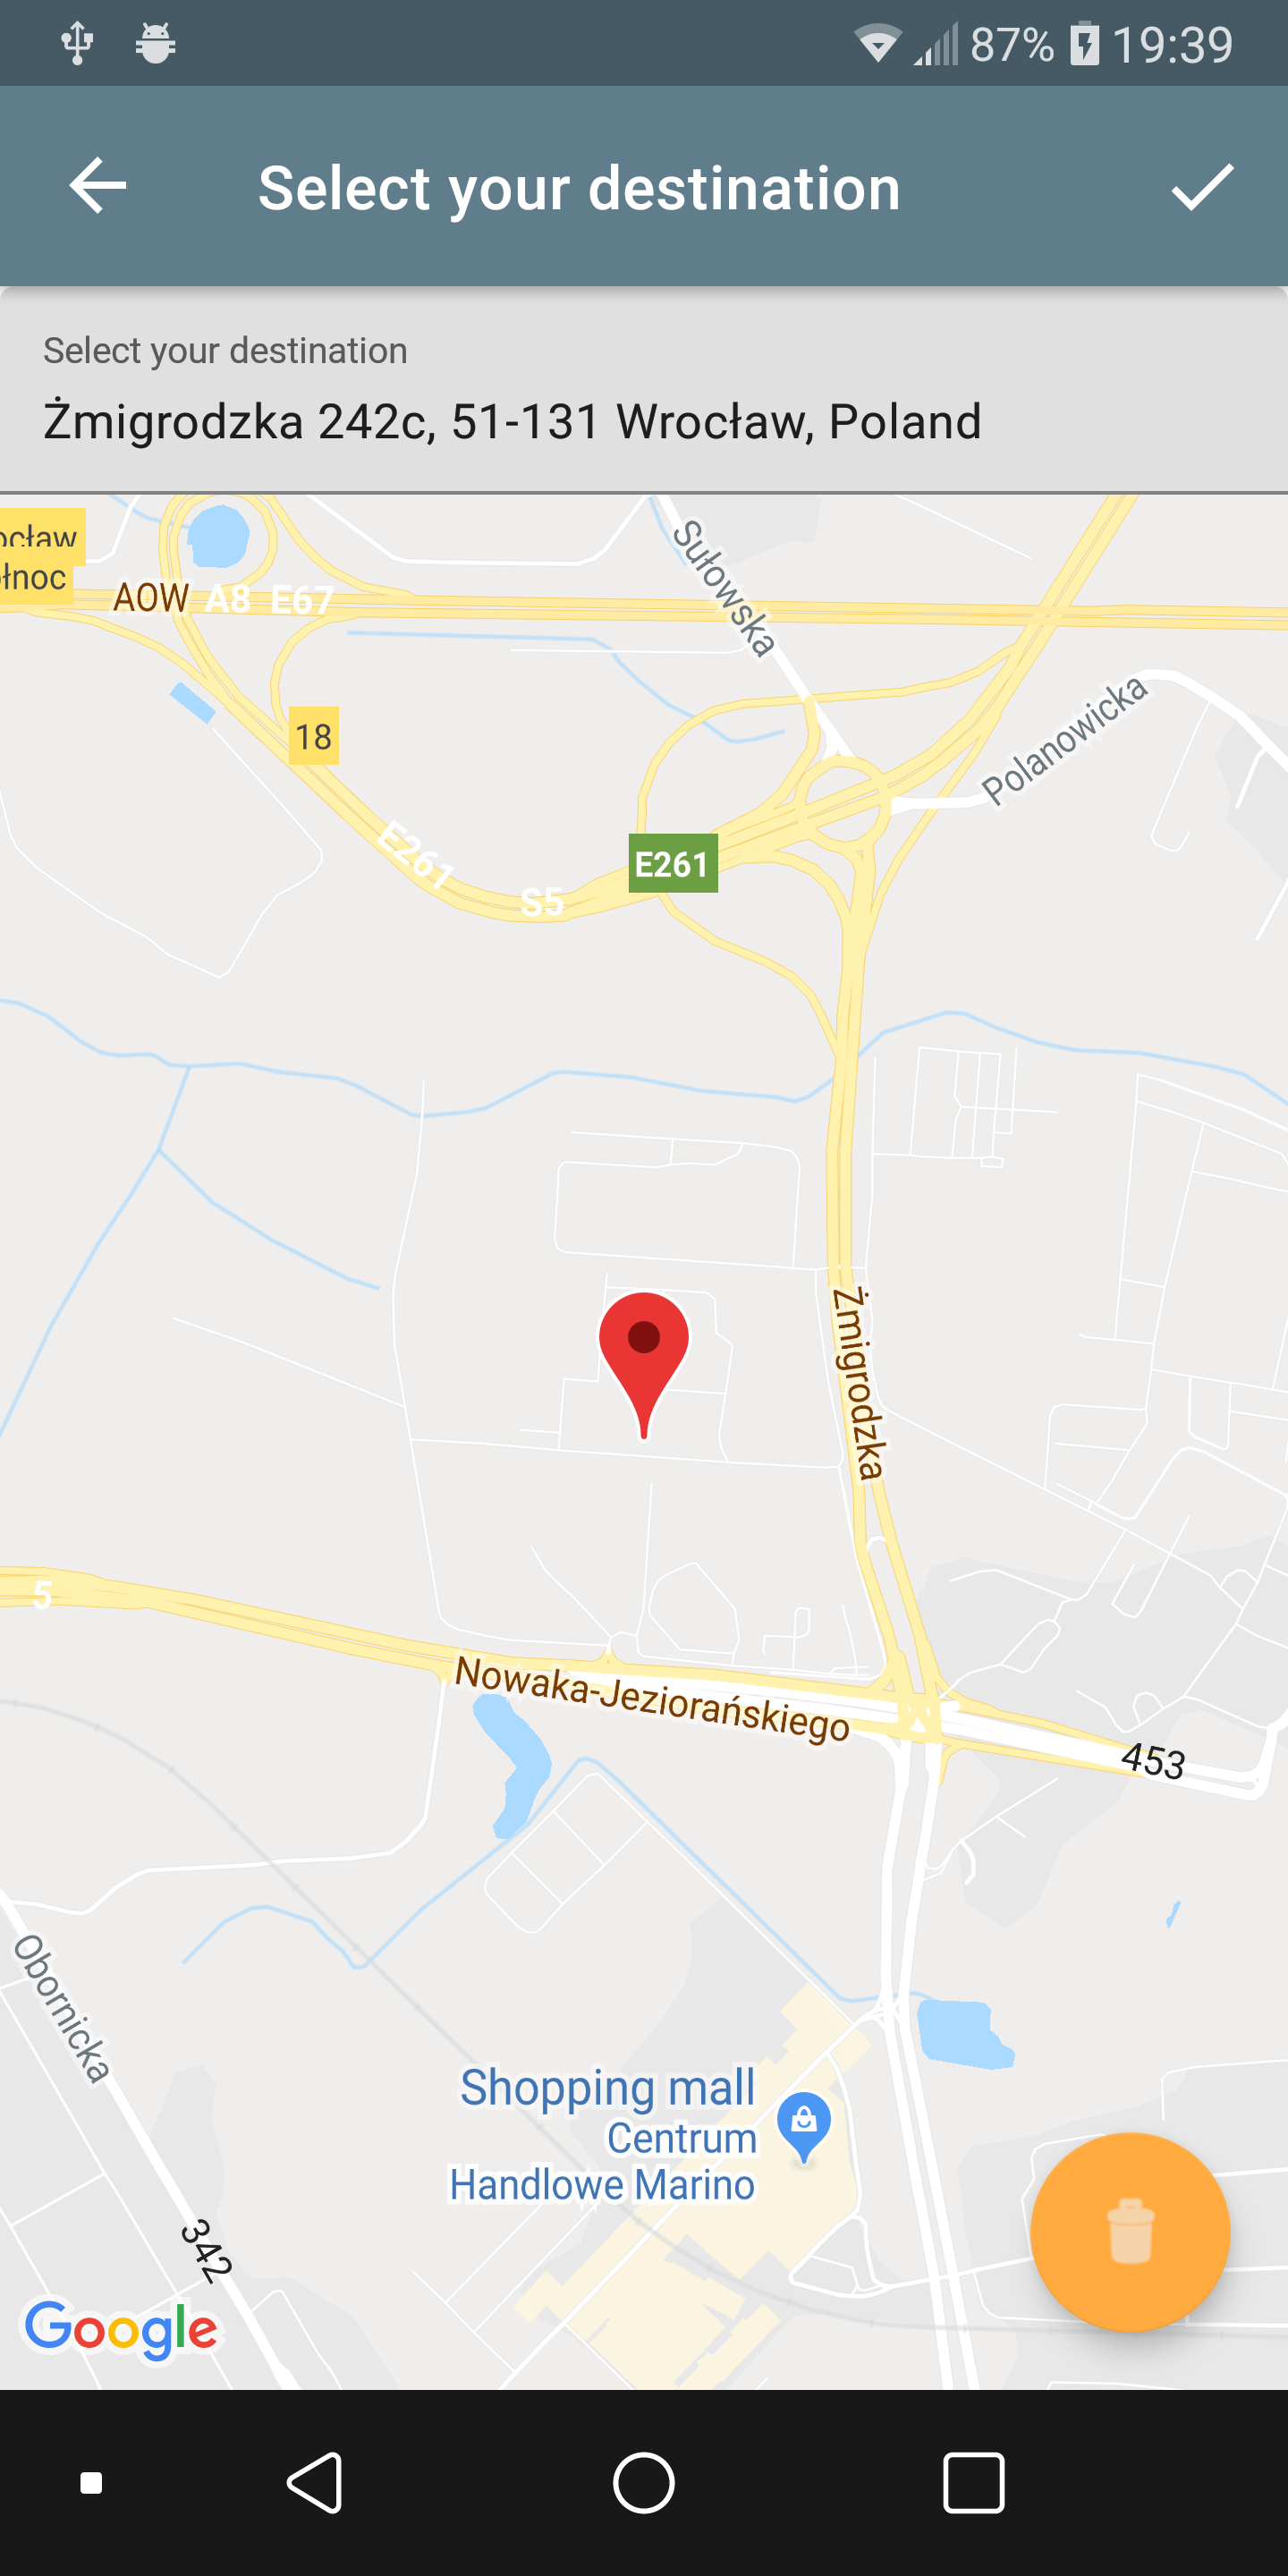 87% 19:39
Select your destination
Select your destination
Żmigrodzka 242c, 51-131 Wrocław, Poland
ocław
łnoc
AOW A8 E67
Sułowska
Polanowicka
18
E261
E261
S5
Żmigrodzka
5
Nowaka-Jeziorańskiego
453
Obornicka
Shopping mall
Centrum
Handlowe Marino
342
Google